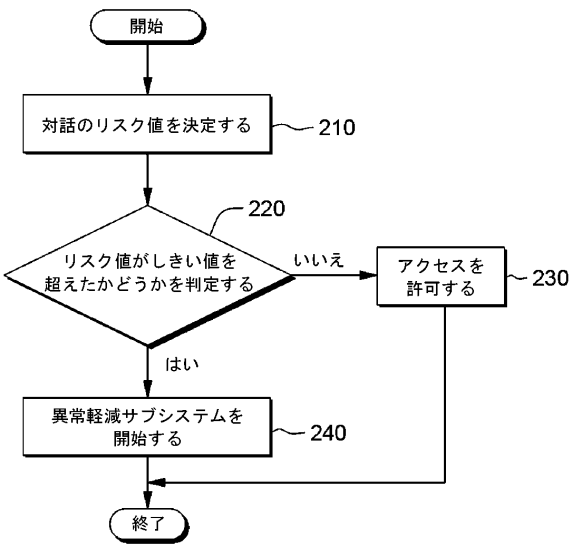 開始
対話のリスク値を決定する
210
220
リスク値がしきい値を
超えたかどうかを判定する
いいえ
アクセスを
許可する
230
はい
異常軽減サブシステムを
開始する
240
終了